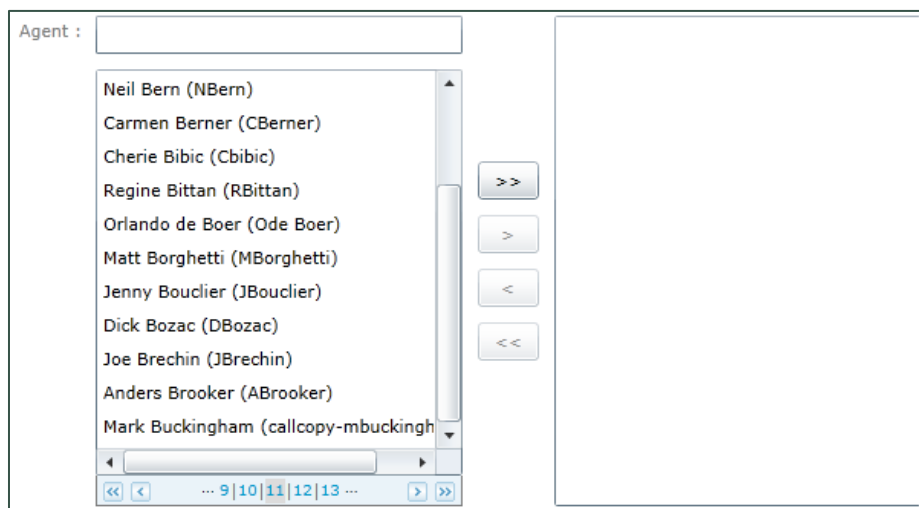 Agent :
Neil Bern (NBern)
Carmen Berner (CBerner)
Cherie Bibic (Cbibic)
Regine Bittan (RBittan)
Orlando de Boer (Ode Boer)
Matt Borghetti (MBorghetti)
Jenny Bouclier (JBouclier)
Dick Bozac (DBozac)
Joe Brechin (JBrechin)
Anders Brooker (ABrooker)
Mark Buckingham (callcopy-mbuckingh
>>
>
<
<<
<< < ... 9|10|11|12|13 ... > >>